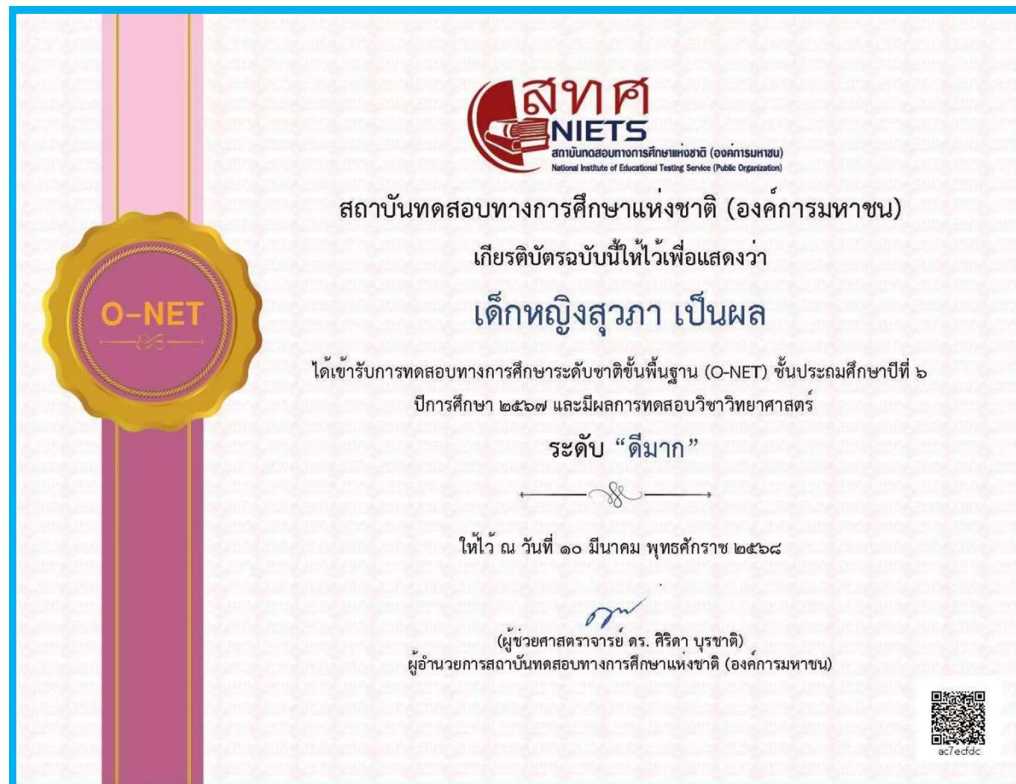 สทศ
NIETS
สถาบันทดสอบทางการศึกษาแห่งชาติ (องค์การมหาชน)
National Institute of Educational Testing Service (Public Organization)
สถาบันทดสอบทางการศึกษาแห่งชาติ (องค์การมหาชน)
เกียรติบัตรฉบับนี้ให้ไว้เพื่อแสดงว่า
เด็กหญิงสุวภา เป็นผล
O-NET
ได้เข้ารับการทดสอบทางการศึกษาระดับชาติขั้นพื้นฐาน (O-NET) ชั้นประถมศึกษาปีที่ ๖
ปีการศึกษา ๒๕๖๗ และมีผลการทดสอบวิชาวิทยาศาสตร์
ระดับ “ดีมาก”
ให้ไว้ ณ วันที่ ๑๐ มีนาคม พุทธศักราช ๒๕๖๘
(ผู้ช่วยศาสตราจารย์ ดร. สิริดา บุรชาติ)
ผู้อำนวยการสถาบันทดสอบทางการศึกษาแห่งชาติ (องค์การมหาชน)
ac7ecfdc